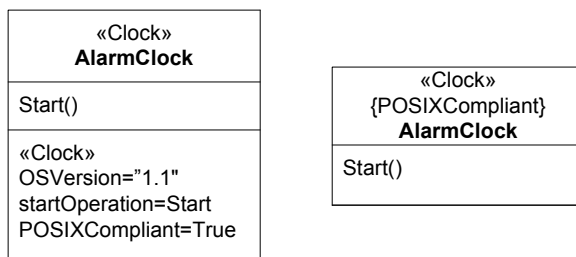 «Clock»
AlarmClock
Start()
«Clock»
OSVersion=”1.1"
startOperation=Start
POSIXCompliant=True
«Clock»
{POSIXCompliant}
AlarmClock
Start()